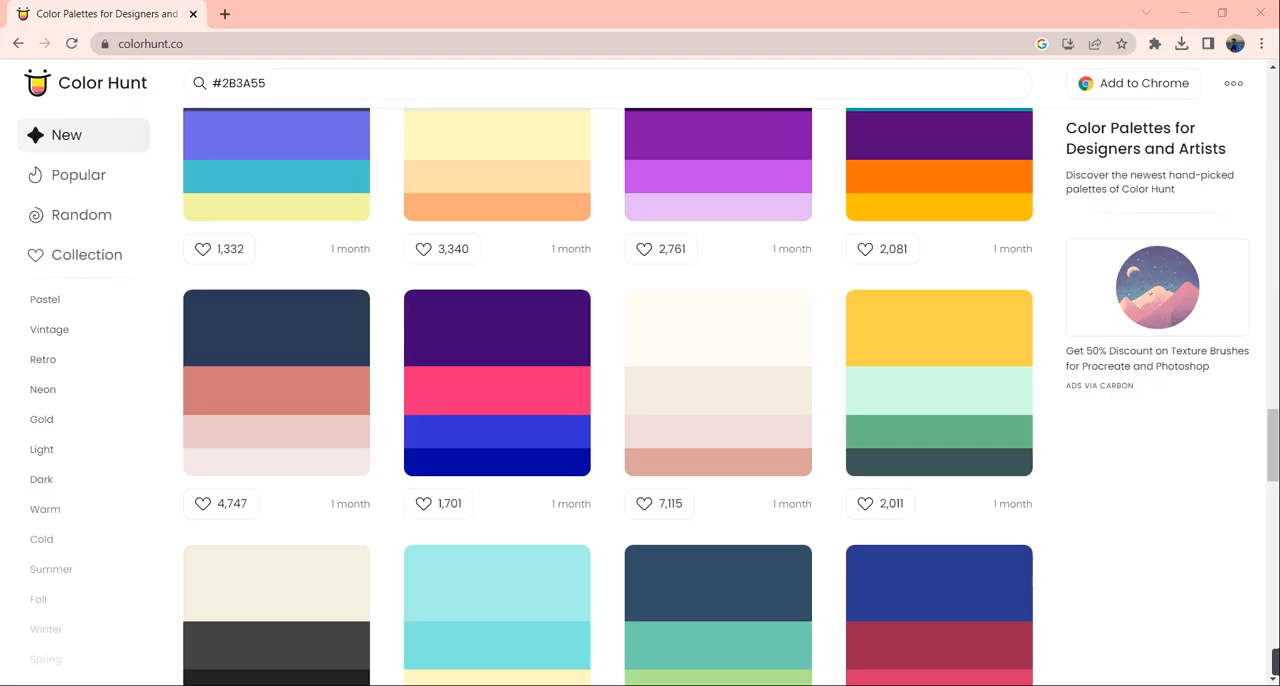 Color Palettes for Designers and
colorhunt.co
Color Hunt
#2B3A55
Add to Chrome
New
Popular
Random
Collection
Pastel
Vintage
Retro
Neon
Gold
Light
Dark
Warm
Cold
Summer
Fall
Winter
Spring
1,332
1 month
3,340
1 month
2,761
1 month
2,081
1 month
4,747
1 month
1,701
1 month
7,115
1 month
2,011
1 month
Color Palettes for
Designers and Artists
Discover the newest hand-picked
palettes of Color Hunt
Get 50% Discount on Texture Brushes
for Procreate and Photoshop
ADS VIA CARBON